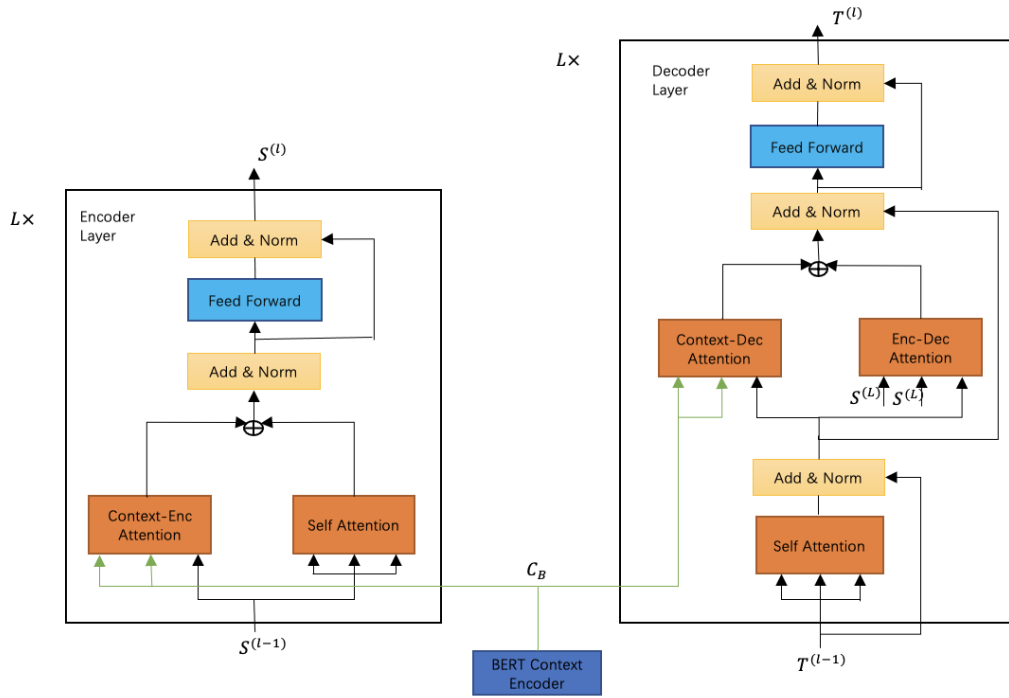 T^{(l)}
L×
Decoder
Layer
Add & Norm
Feed Forward
Add & Norm
Context-Dec
Attention
Enc-Dec
Attention
S^{(L)} S^{(L)}
Add & Norm
Self Attention
T^{(l-1)}
S^{(l)}
L×
Encoder
Layer
Add & Norm
Feed Forward
Add & Norm
Context-Enc
Attention
Self Attention
S^{(l-1)}
C_B
BERT Context
Encoder